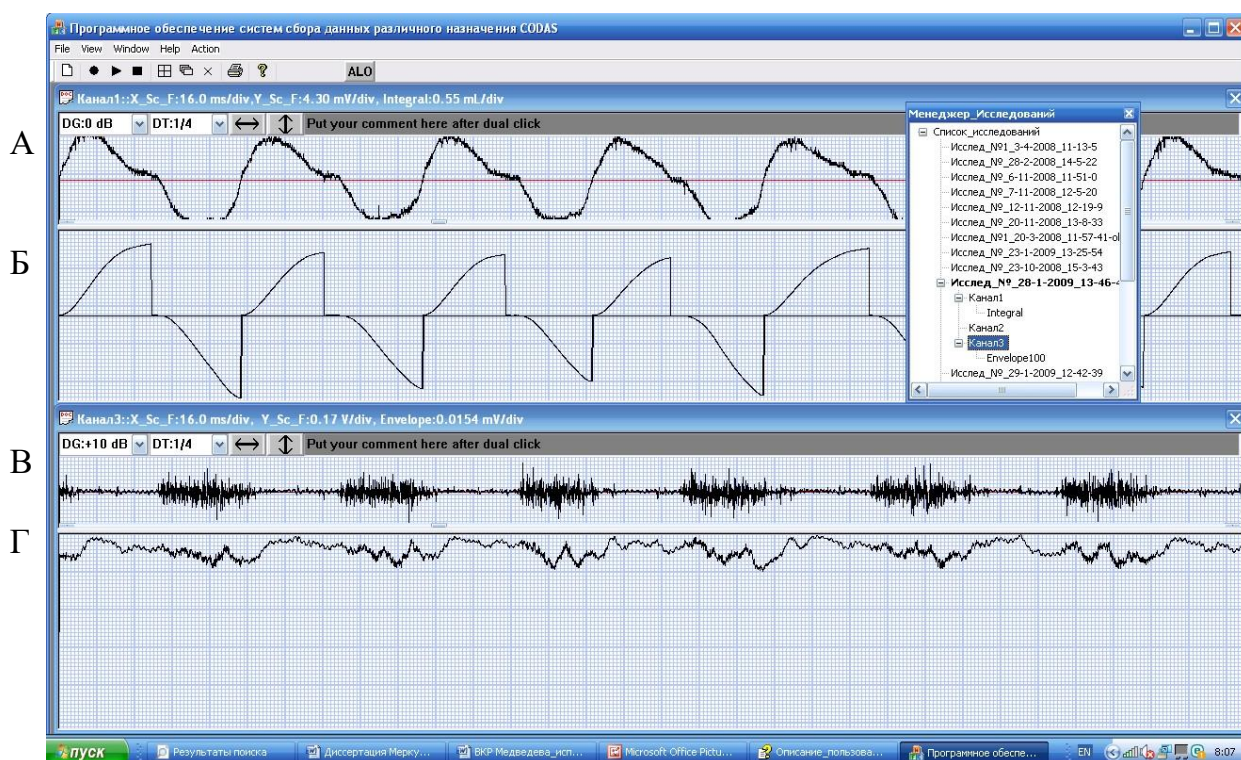 Программное обеспечение систем сбора данных различного назначения CODAS
File View Window Help Action
ALO
Канал1::X_Sc_F:16.0 ms/div,Y_Sc_F:4.30 mV/div, Integral:0.55 mL/div
DG:0 dB DT:1/4 Put your comment here after dual click
А
Б
Менеджер_Исследований
Список_исследований
Исслед_№1_3-4-2008_11-13-5
Исслед_№_28-2-2008_14-5-22
Исслед_№_6-11-2008_11-51-0
Исслед_№_7-11-2008_12-5-20
Исслед_№_12-11-2008_12-19-9
Исслед_№_20-11-2008_13-8-33
Исслед_№1_20-3-2008_11-57-41-ol
Исслед_№_23-1-2009_13-25-54
Исслед_№_23-10-2008_15-3-43
Исслед_№_28-1-2009_13-46-
Канал1
Integral
Канал2
Канал3
Envelope100
Исслед_№_29-1-2009_12-42-39
Канал3::X_Sc_F:16.0 ms/div, Y_Sc_F:0.17 V/div, Envelope:0.0154 mV/div
DG:+10 dB DT:1/4 Put your comment here after dual click
В
Г
пуск Результаты поиска Диссертация Мерку... ВКР Медведева_исп... Microsoft Office Pictu... Описание_пользова... Программное обеспе... EN 8:07